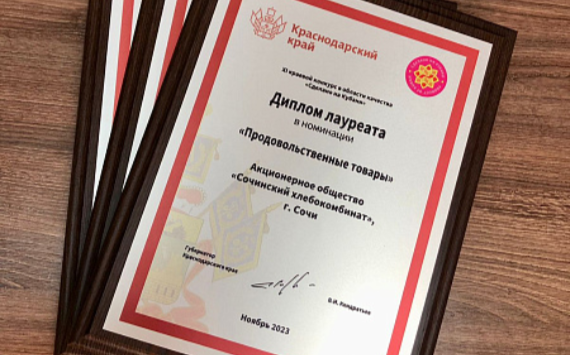 Краснодарский
край
XI краевой конкурс в области качества
«Сделано на Кубани»
Диплом лауреата
в номинации
«Продовольственные товары»
Акционерное общество
«Сочинский хлебокомбинат»,
г. Сочи
Губернатор
Краснодарского края
В.И. Кондратьев
Ноябрь 2023